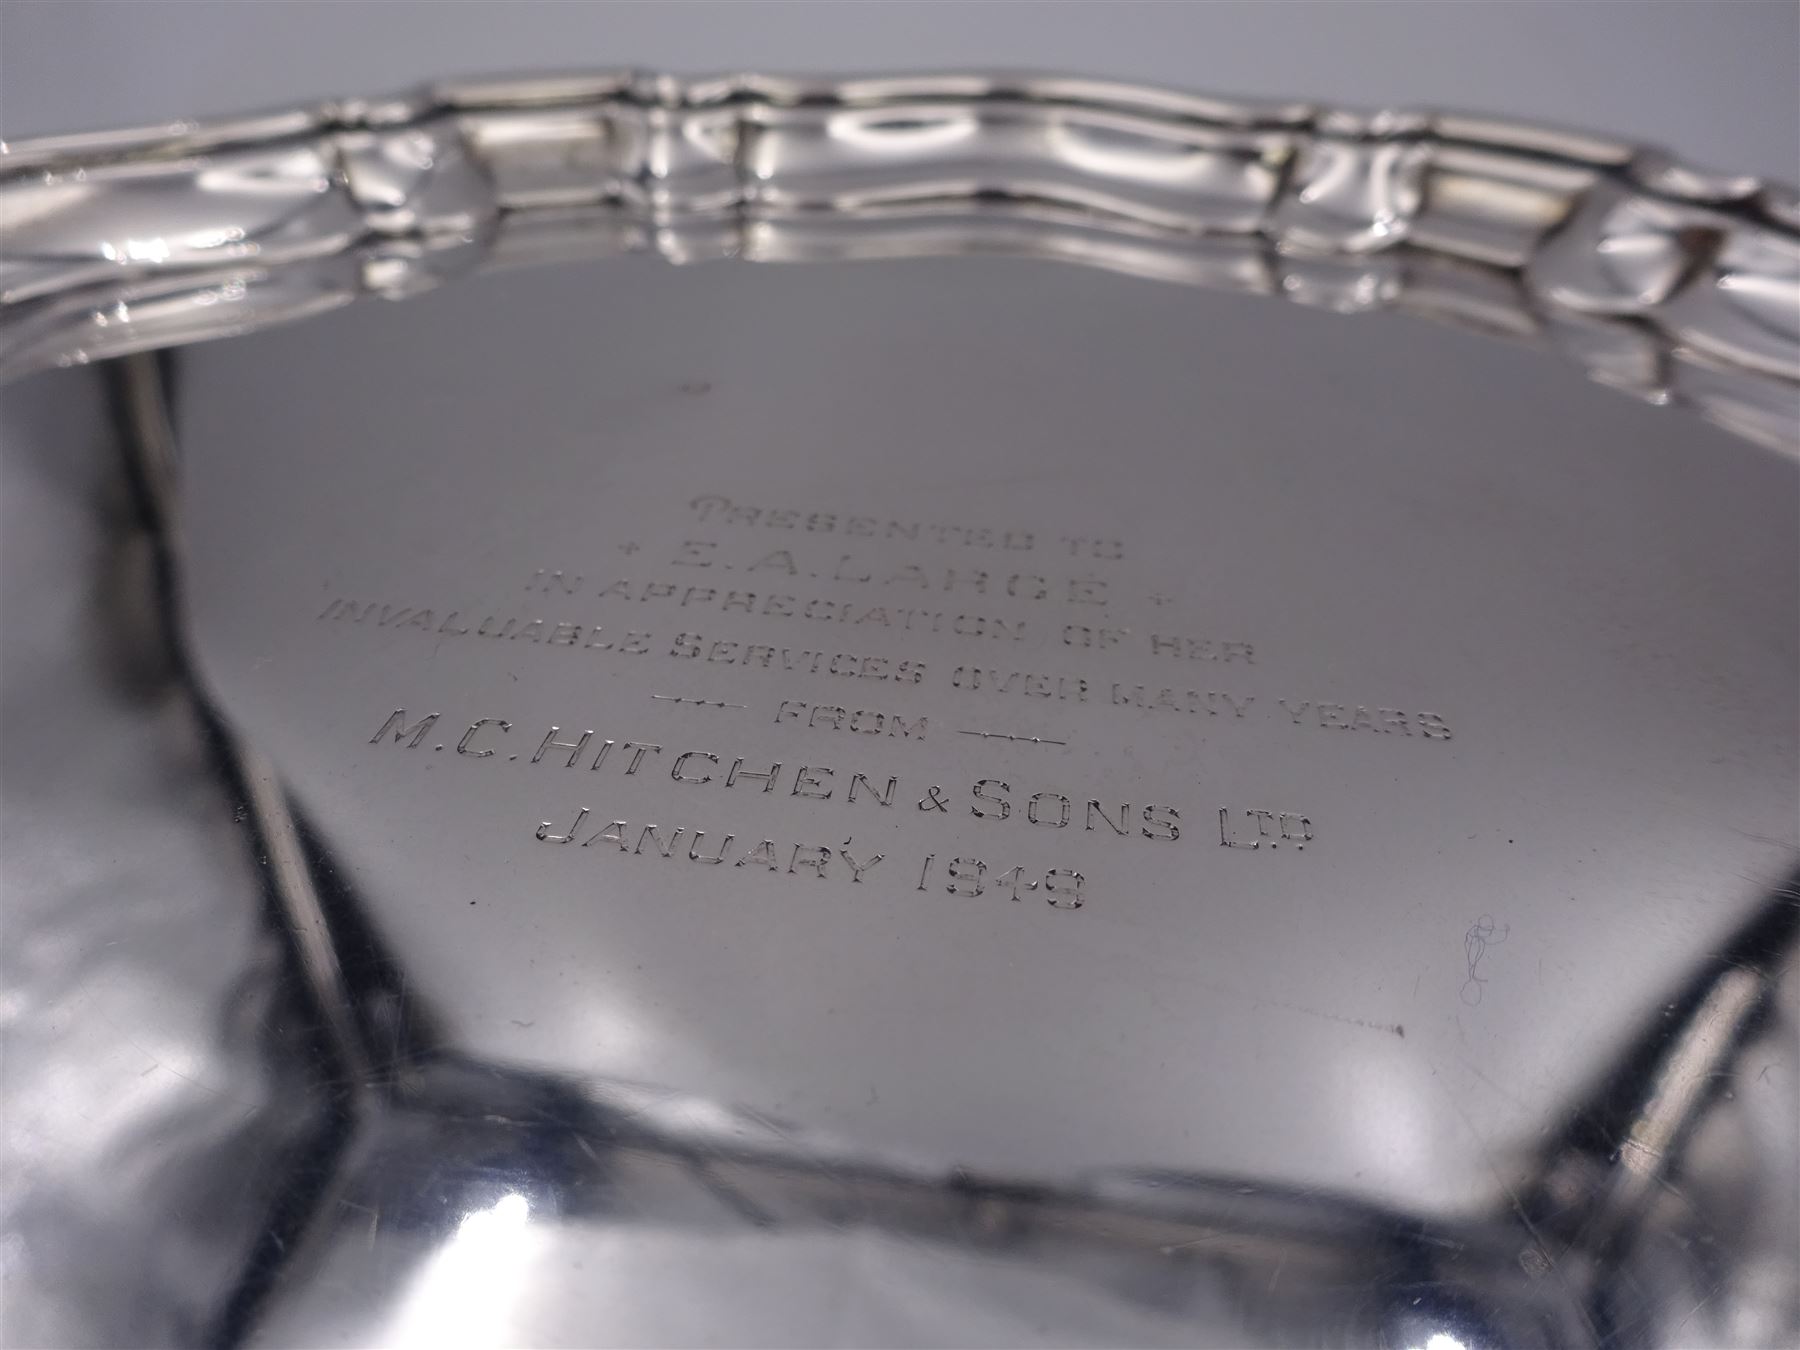 PRESENTED TO
+ E. A. LARGE +
IN APPRECIATION OF HER
INVALUABLE SERVICES OVER MANY YEARS
FROM
M. C. HITCHEN & SONS LTD.
JANUARY 1949